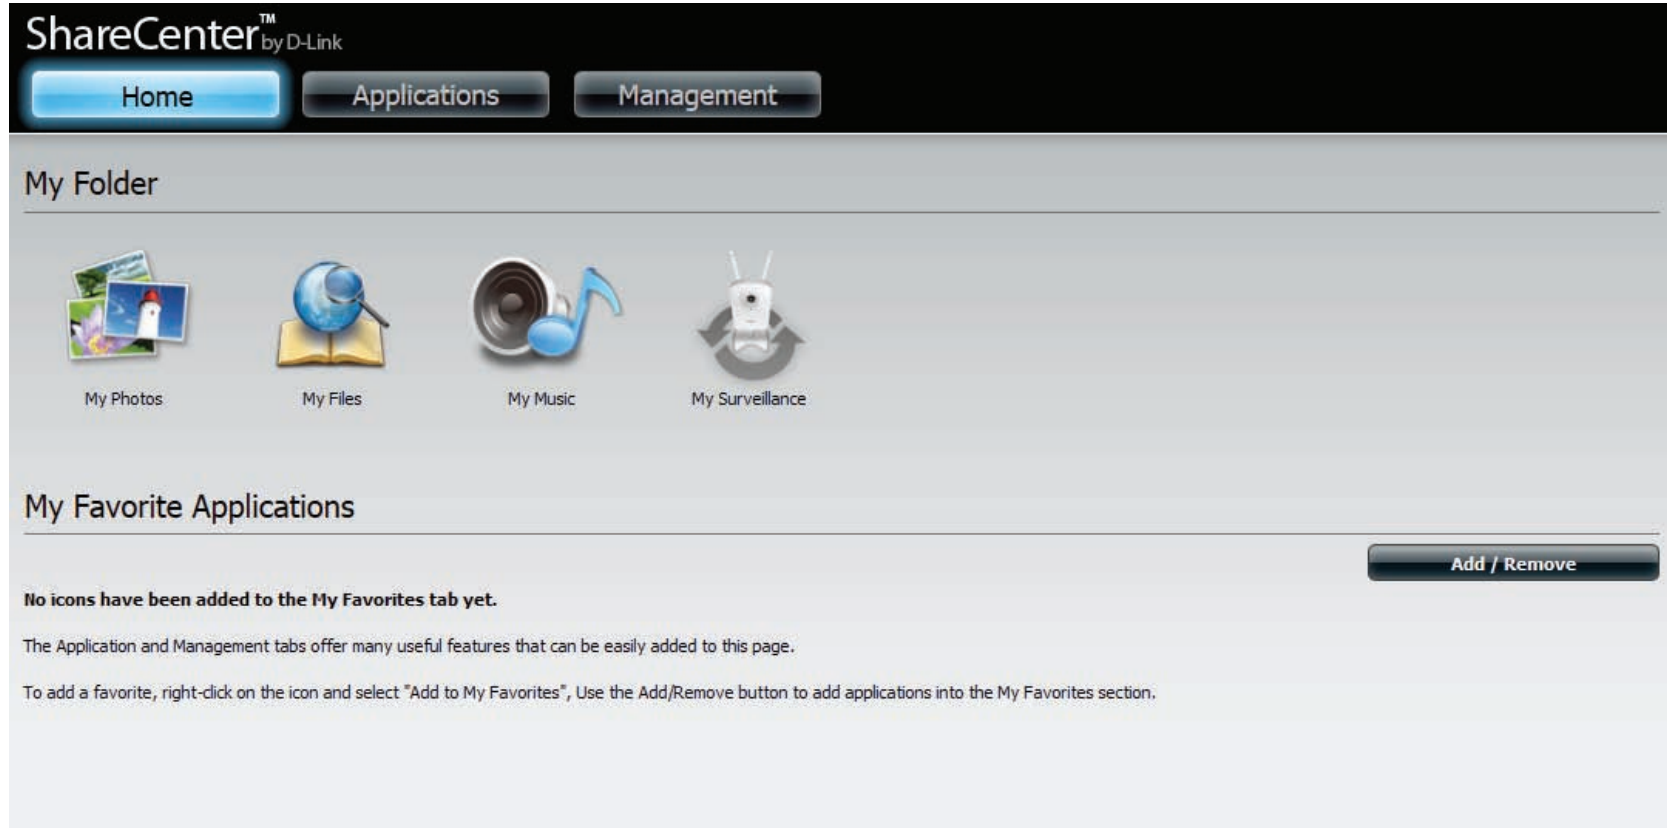 ShareCenter™ by D-Link
Home Applications Management
My Folder
My Photos My Files My Music My Surveillance
My Favorite Applications
Add / Remove
No icons have been added to the My Favorites tab yet.
The Application and Management tabs offer many useful features that can be easily added to this page.
To add a favorite, right-click on the icon and select "Add to My Favorites", Use the Add/Remove button to add applications into the My Favorites section.